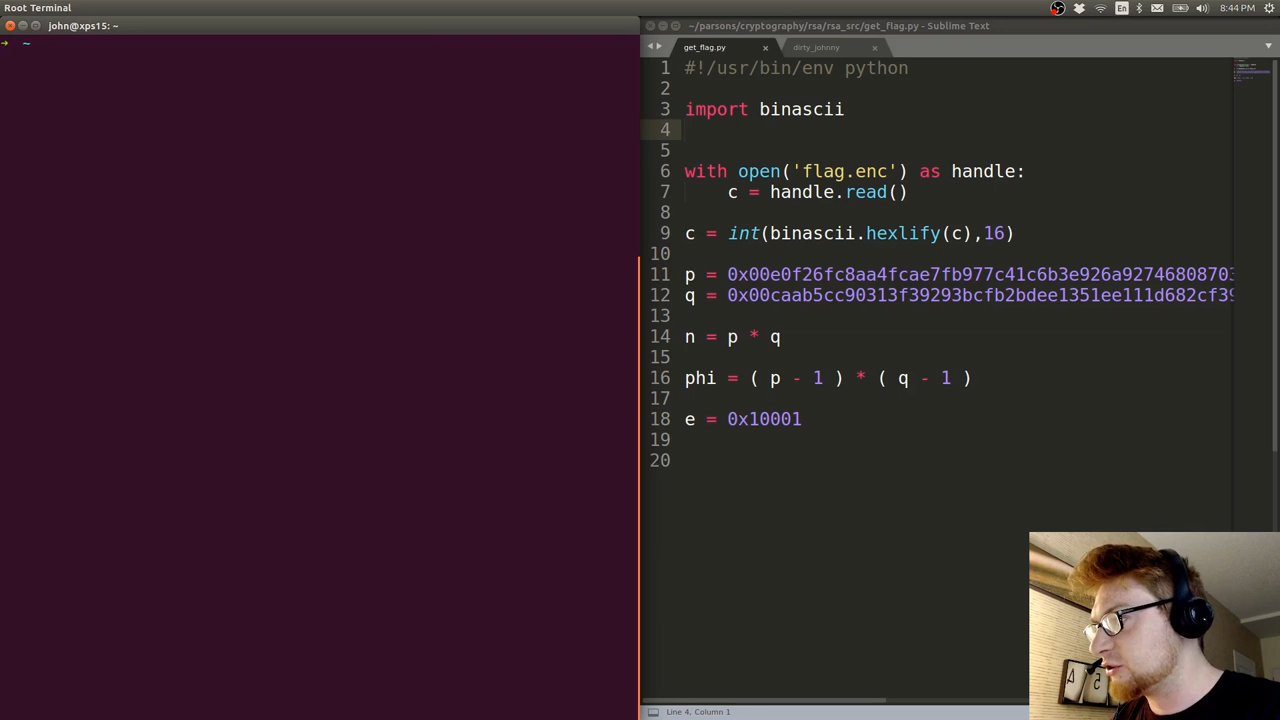 Root Terminal
En
8:44 PM
john@xps15: ~
~/parsons/cryptography/rsa/rsa_src/get_flag.py - Sublime Text
➜ ~
get_flag.py
dirty_johnny
1 #!/usr/bin/env python
2
3 import binascii
4
5
6 with open('flag.enc') as handle:
7 c = handle.read()
8
9 c = int(binascii.hexlify(c),16)
10
11 p = 0x00e0f26fc8aa4fcae7fb977c41c6b3e926a92746808703
12 q = 0x00caab5cc90313f39293bcfb2bdee1351ee111d682cf39
13
14 n = p * q
15
16 phi = ( p - 1 ) * ( q - 1 )
17
18 e = 0x10001
19
20
Line 4, Column 1